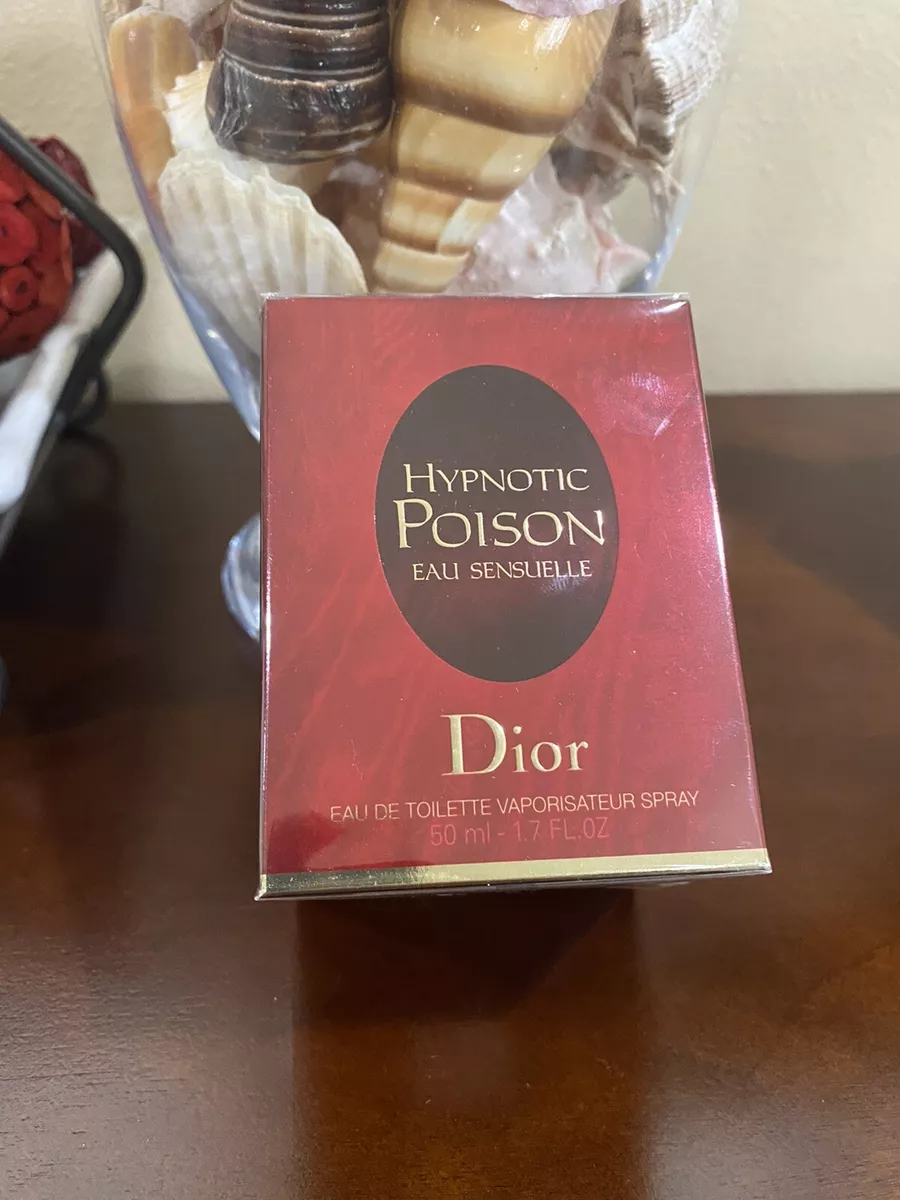 HYPNOTIC
POISON
EAU SENSUELLE
Dior
EAU DE TOILETTE VAPORISATEUR SPRAY
50 ml - 1.7 FL.OZ